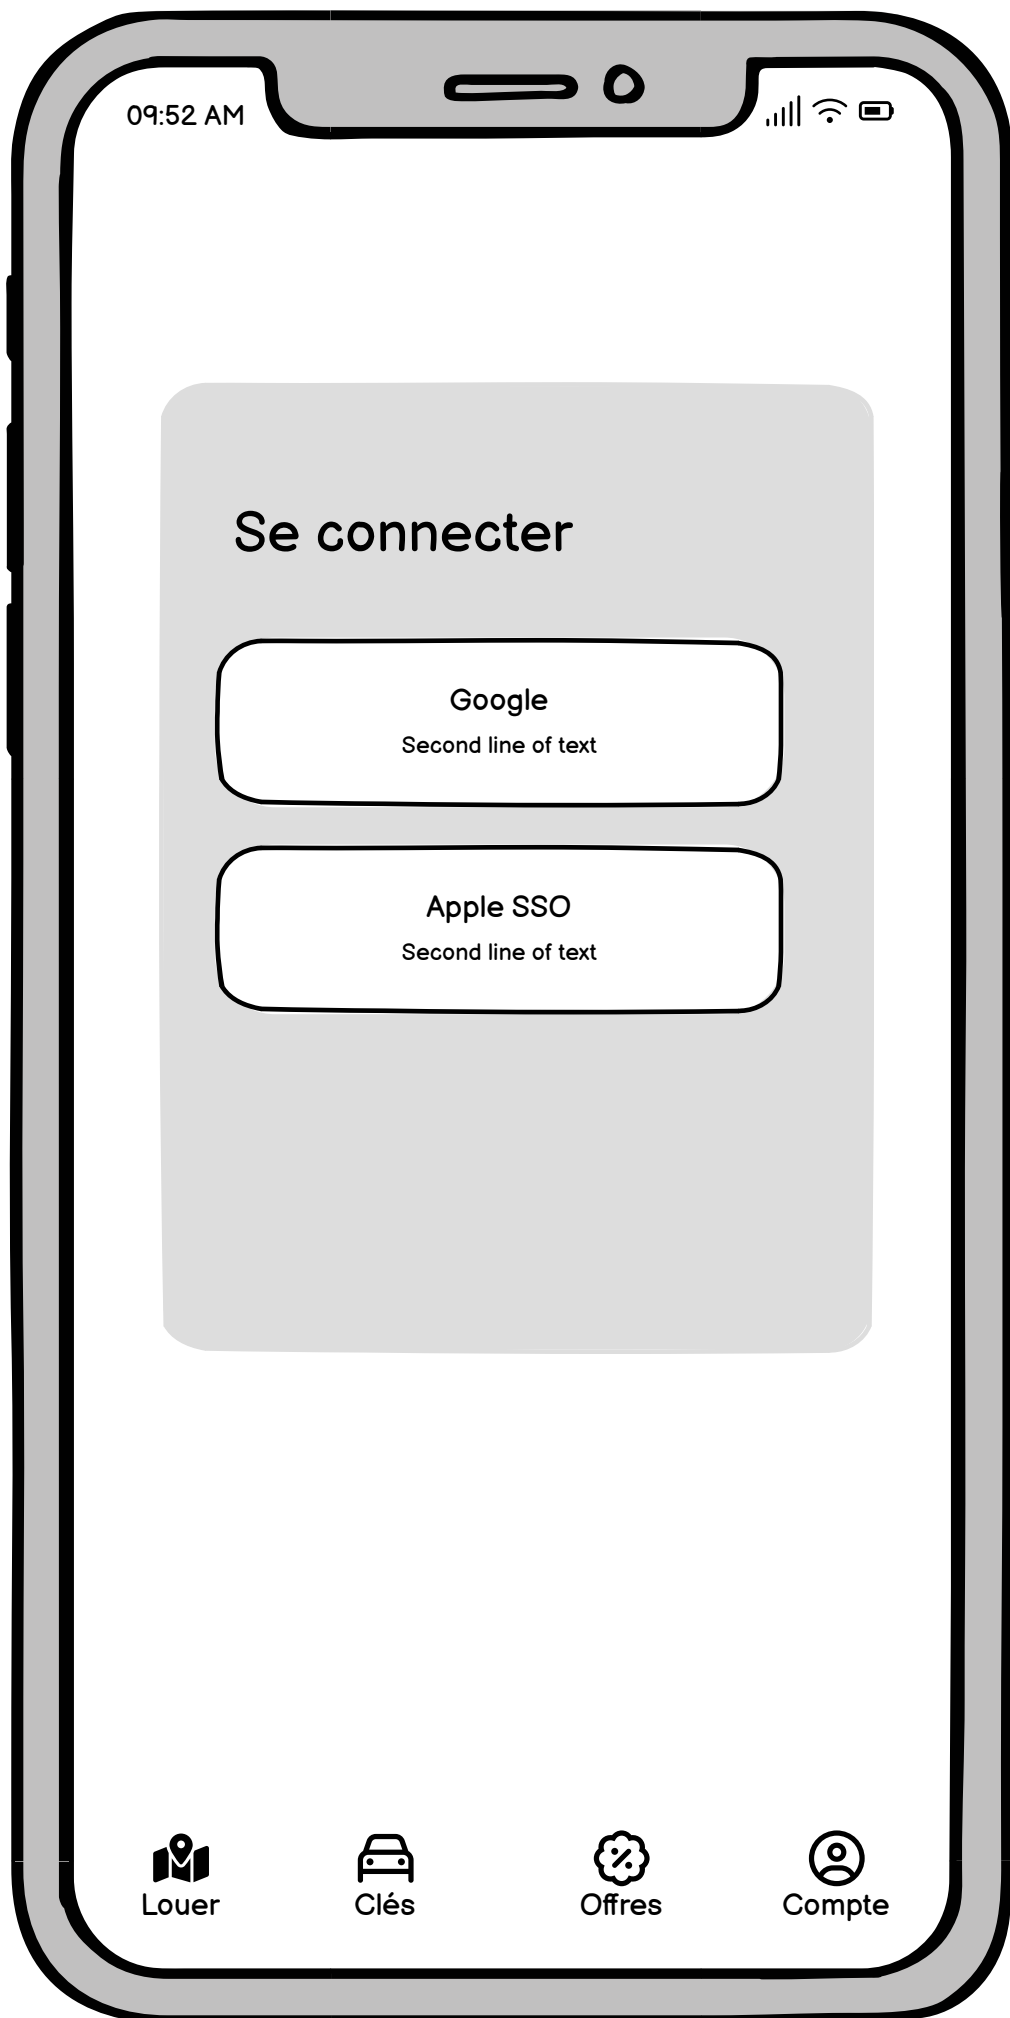 09:52 AM
Se connecter
Google
Second line of text
Apple SSO
Second line of text
Louer
Clés
Offres
Compte